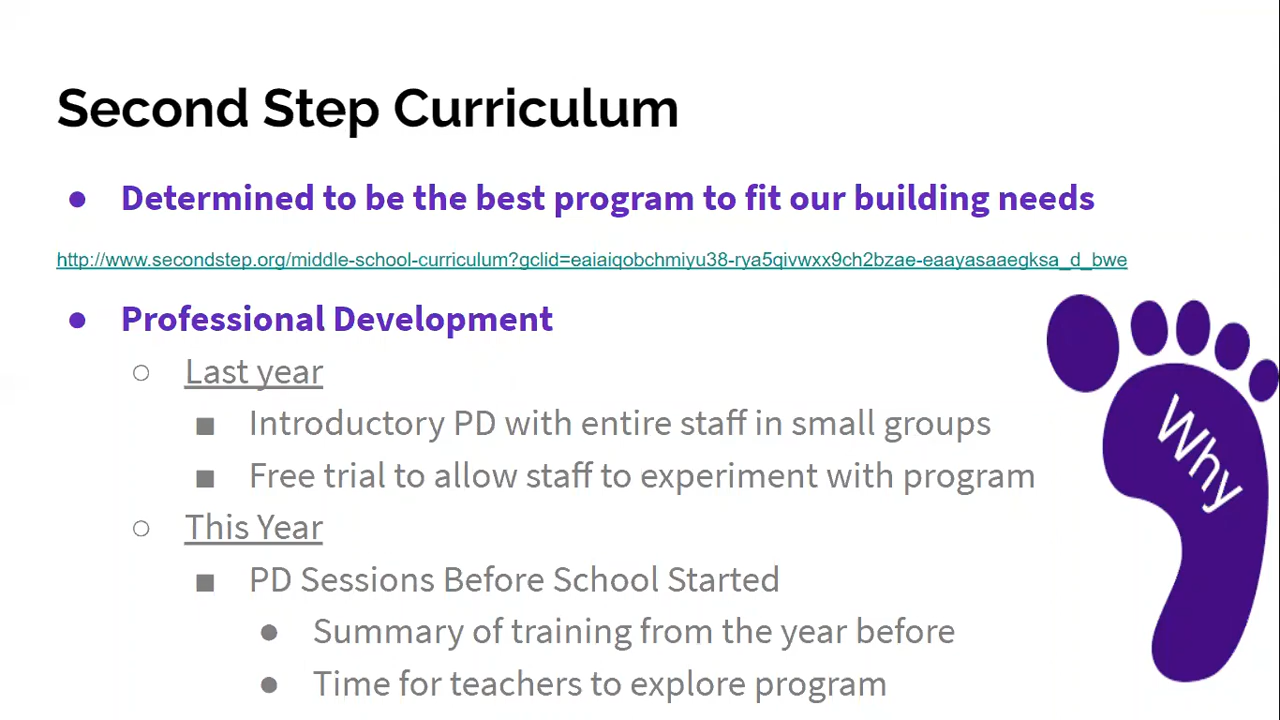 Second Step Curriculum
● Determined to be the best program to fit our building needs
http://www.secondstep.org/middle-school-curriculum?gclid=eaiaiqobchmiyu38-rya5qivwxx9ch2bzae-eaayasaaegksa_d_bwe
● Professional Development
○ Last year
■ Introductory PD with entire staff in small groups
■ Free trial to allow staff to experiment with program
○ This Year
■ PD Sessions Before School Started
● Summary of training from the year before
● Time for teachers to explore program
Why